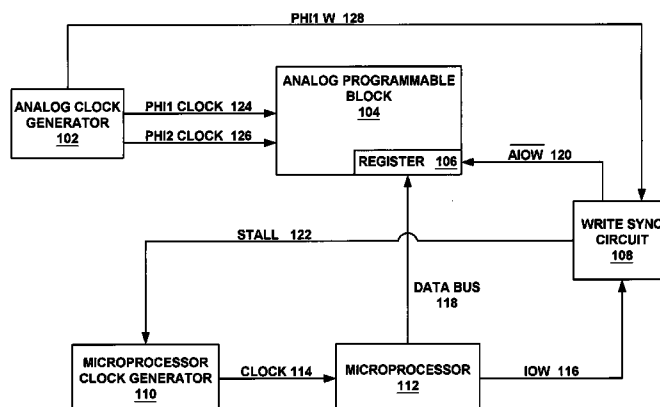 PHI1 W 128
ANALOG CLOCK
GENERATOR
102
PHI1 CLOCK 124
PHI2 CLOCK 126
ANALOG PROGRAMMABLE
BLOCK
104
REGISTER 106
AIOW 120
WRITE SYNC
CIRCUIT
108
STALL 122
DATA BUS
118
MICROPROCESSOR
CLOCK GENERATOR
110
CLOCK 114
MICROPROCESSOR
112
IOW 116